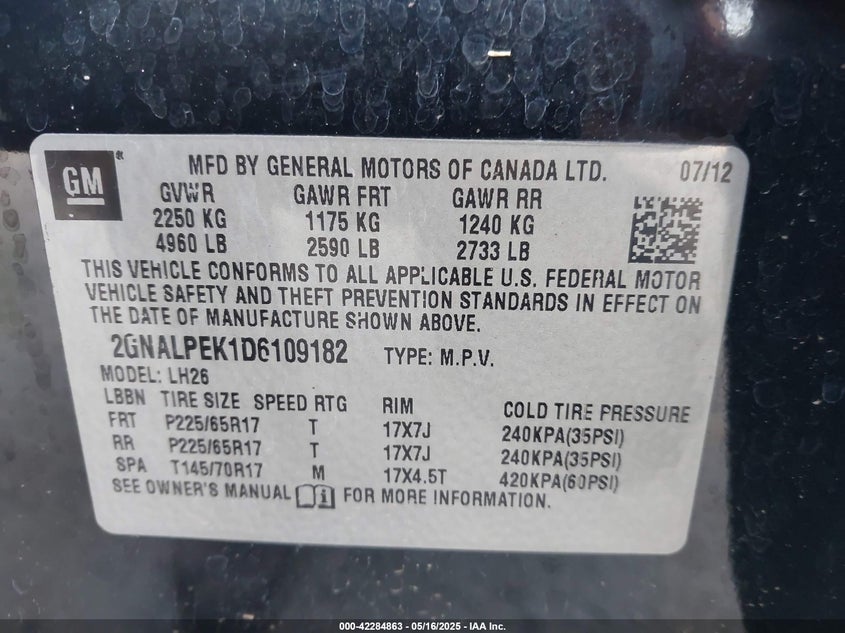 GM
MFD BY GENERAL MOTORS OF CANADA LTD. 07/12
GVWR GAWR FRT GAWR RR
2250 KG 1175 KG 1240 KG
4960 LB 2590 LB 2733 LB
THIS VEHICLE CONFORMS TO ALL APPLICABLE U.S. FEDERAL MOTOR
VEHICLE SAFETY AND THEFT PREVENTION STANDARDS IN EFFECT ON
THE DATE OF MANUFACTURE SHOWN ABOVE.
2GNALPEK1D6109182 TYPE: M.P.V.
MODEL: LH26
LBBN TIRE SIZE SPEED RTG RIM COLD TIRE PRESSURE
FRT P225/65R17 T 17X7J 240KPA(35PSI)
RR P225/65R17 T 17X7J 240KPA(35PSI)
SPA T145/70R17 M 17X4.5T 420KPA(60PSI)
SEE OWNER'S MANUAL FOR MORE INFORMATION.
000-42284863 - 05/16/2025 - IAA Inc.